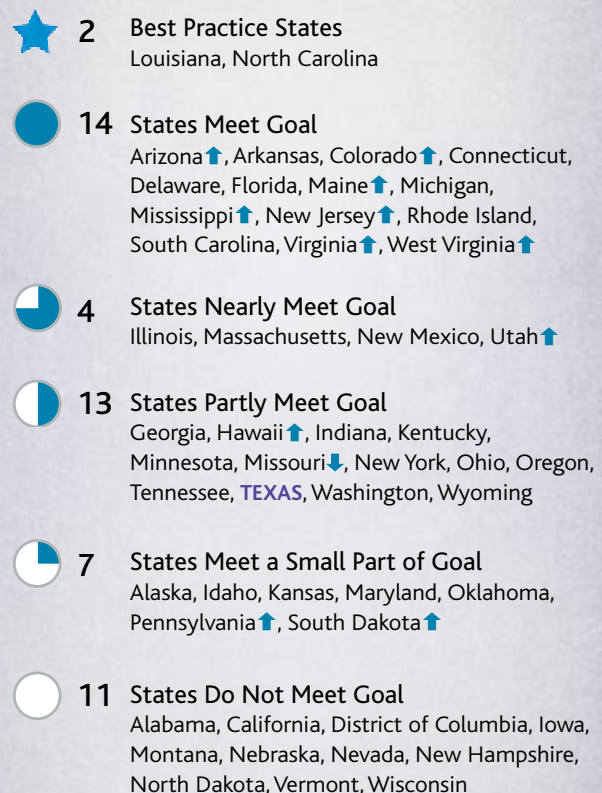 2 Best Practice States
Louisiana, North Carolina
14 States Meet Goal
Arizona⬆, Arkansas, Colorado⬆, Connecticut,
Delaware, Florida, Maine⬆, Michigan,
Mississippi⬆, New Jersey⬆, Rhode Island,
South Carolina, Virginia⬆, West Virginia⬆
4 States Nearly Meet Goal
Illinois, Massachusetts, New Mexico, Utah⬆
13 States Partly Meet Goal
Georgia, Hawaii⬆, Indiana, Kentucky,
Minnesota, Missouri⬇, New York, Ohio, Oregon,
Tennessee, TEXAS, Washington, Wyoming
7 States Meet a Small Part of Goal
Alaska, Idaho, Kansas, Maryland, Oklahoma,
Pennsylvania⬆, South Dakota⬆
11 States Do Not Meet Goal
Alabama, California, District of Columbia, Iowa,
Montana, Nebraska, Nevada, New Hampshire,
North Dakota, Vermont, Wisconsin